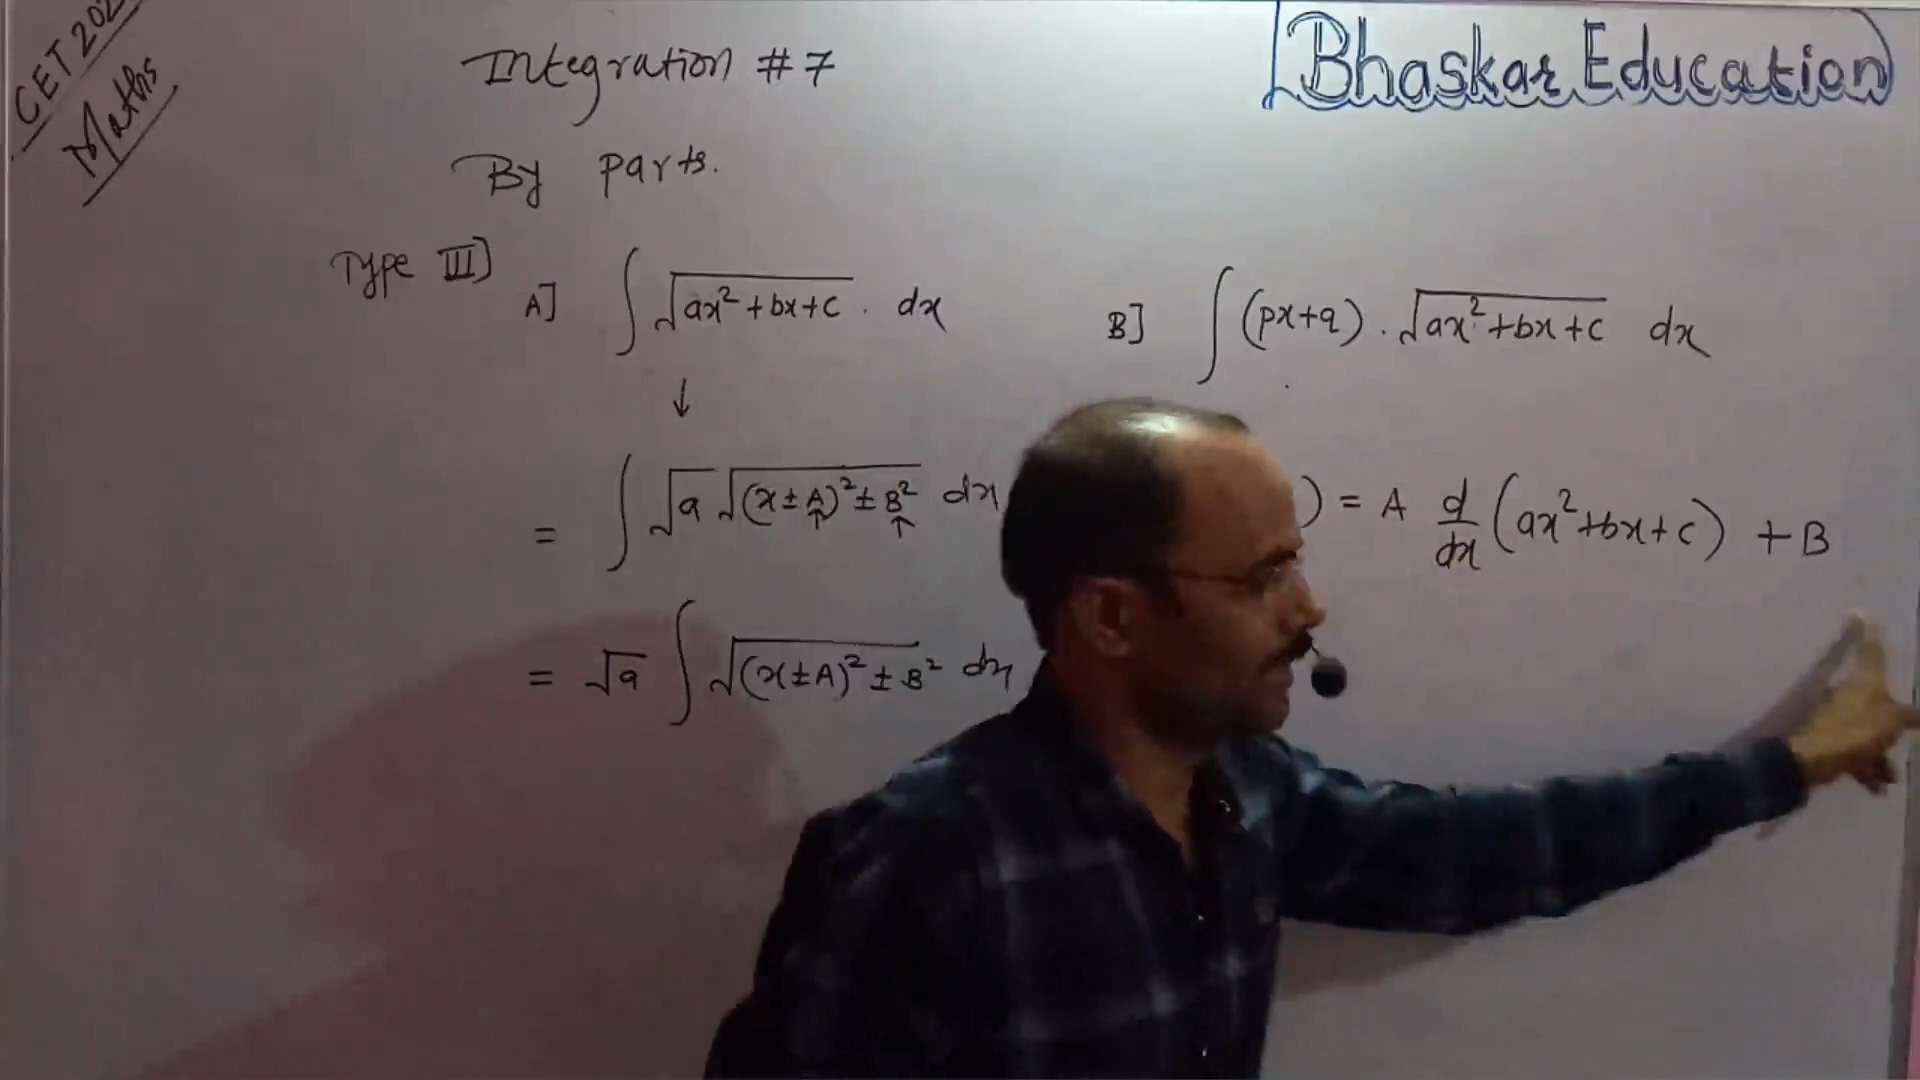 CET 202
Maths
Integration #7
Bhaskar Education
By parts.
Type III]
A] ∫ √(ax² + bx + c) . dx
B] ∫ (px+q) . √(ax² + bx + c) dx
↓
= ∫ √a √((x ± A)² ± B²) dx
) = A d/dx (ax² + bx + c) + B
= √a ∫ √((x ± A)² ± B²) dx